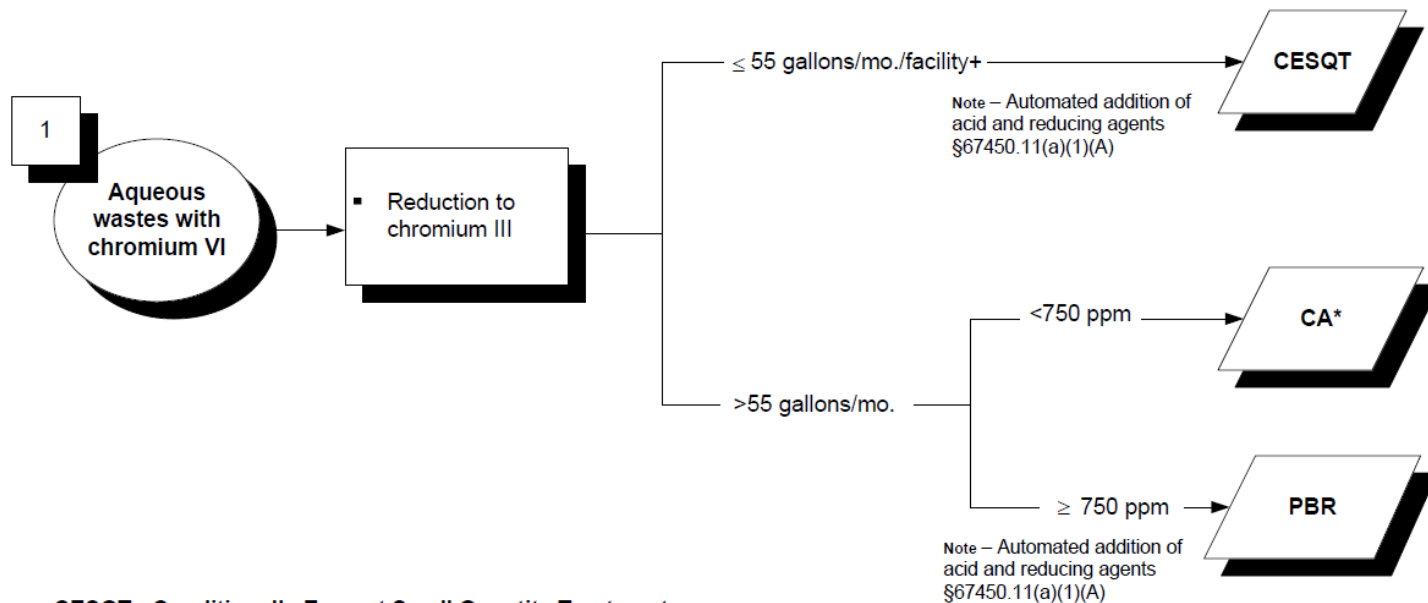 1
Aqueous
wastes with
chromium VI
▪ Reduction to
chromium III
≤ 55 gallons/mo./facility+
Note – Automated addition of
acid and reducing agents
§67450.11(a)(1)(A)
CESQT
>55 gallons/mo.
<750 ppm
CA*
≥ 750 ppm
Note – Automated addition of
acid and reducing agents
§67450.11(a)(1)(A)
PBR